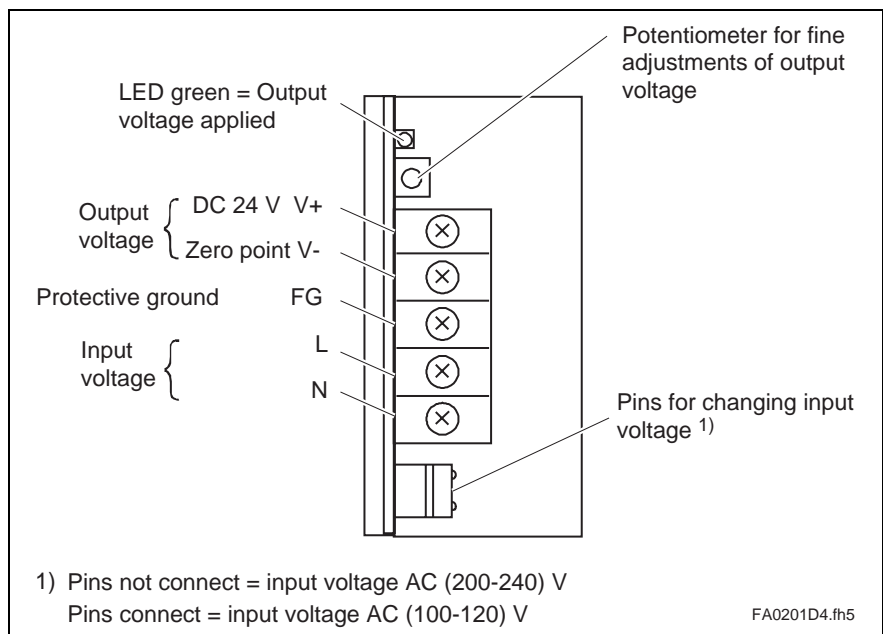 Potentiometer for fine
adjustments of output
voltage
LED green = Output
voltage applied
Output
voltage
DC 24 V V+
Zero point V-
Protective ground FG
Input
voltage
L
N
Pins for changing input
voltage 1)
1) Pins not connect = input voltage AC (200-240) V
Pins connect = input voltage AC (100-120) V
FA0201D4.fh5